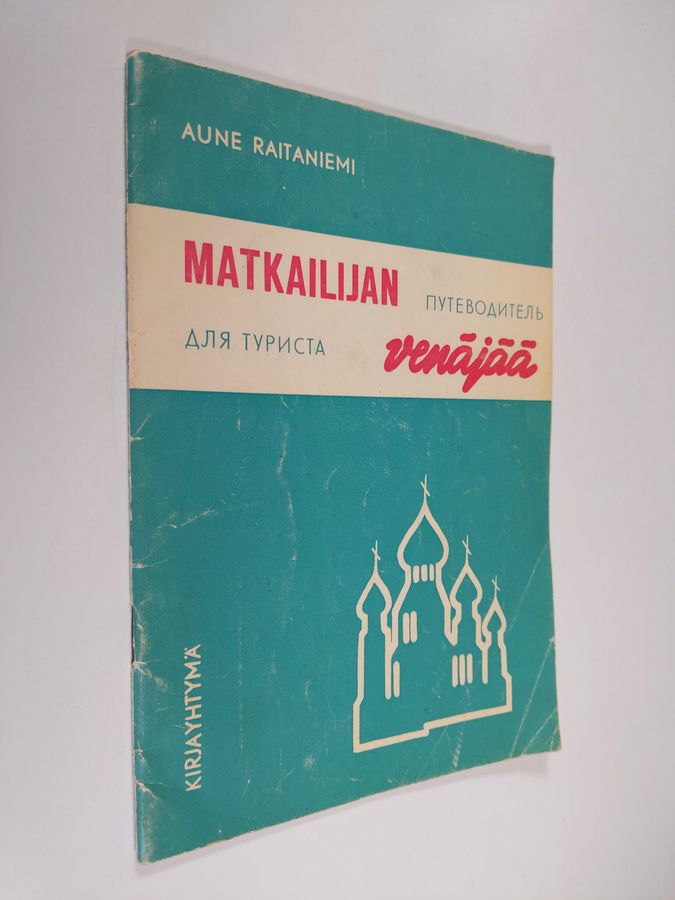 AUNE RAITANIEMI
MATKAILIJAN ПУТЕВОДИТЕЛЬ
ДЛЯ ТУРИСТА venäjää
KIRJAYHTYMÄ